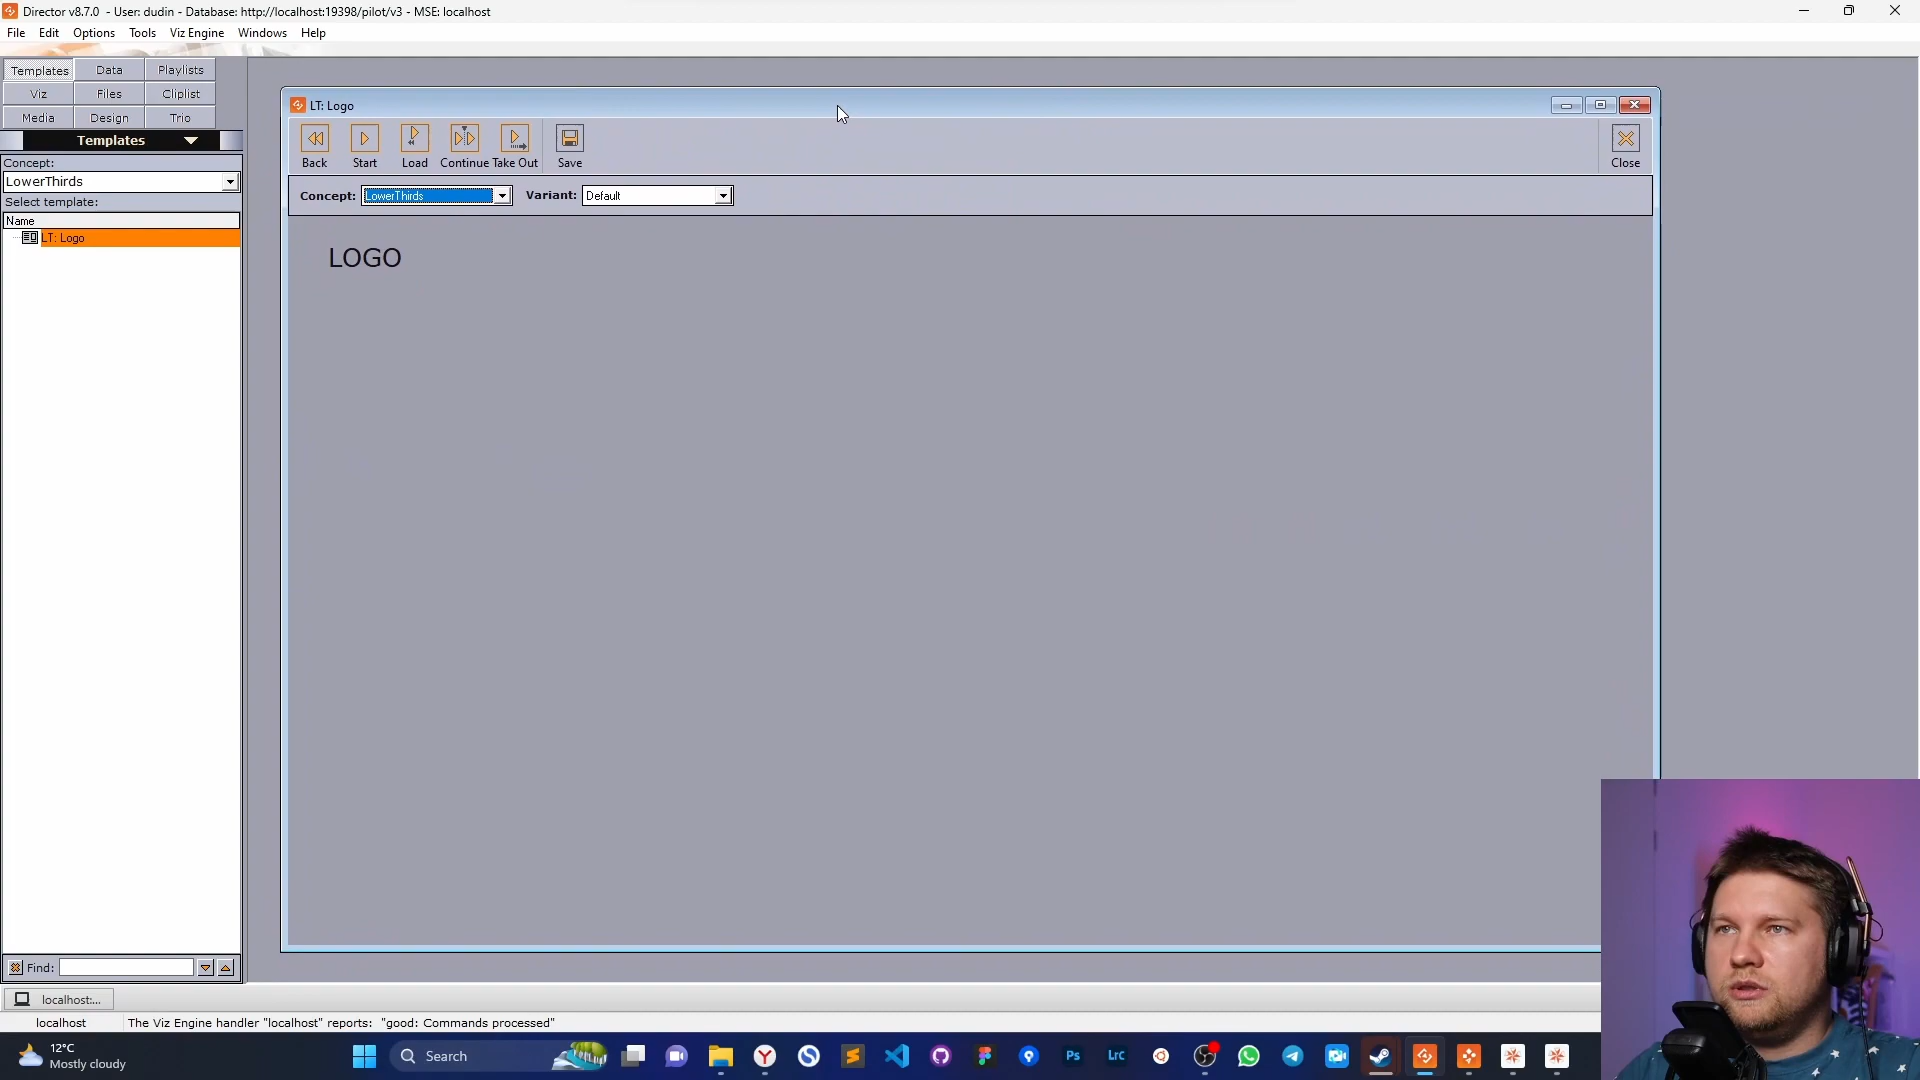 Director v8.7.0 - User: dudin - Database: http://localhost:19398/pilot/v3 - MSE: localhost
File Edit Options Tools Viz Engine Windows Help
Templates Data Playlists
Viz Files Cliplist
Media Design Trio
Templates
Concept:
LowerThirds
Select template:
Name
LT: Logo
Find:
LT: Logo
Back Start Load Continue Take Out Save Close
Concept: LowerThirds Variant: Default
LOGO
localhost:...
localhost The Viz Engine handler "localhost" reports: "good: Commands processed"
12°C
Mostly cloudy
Search
Ps
LrC